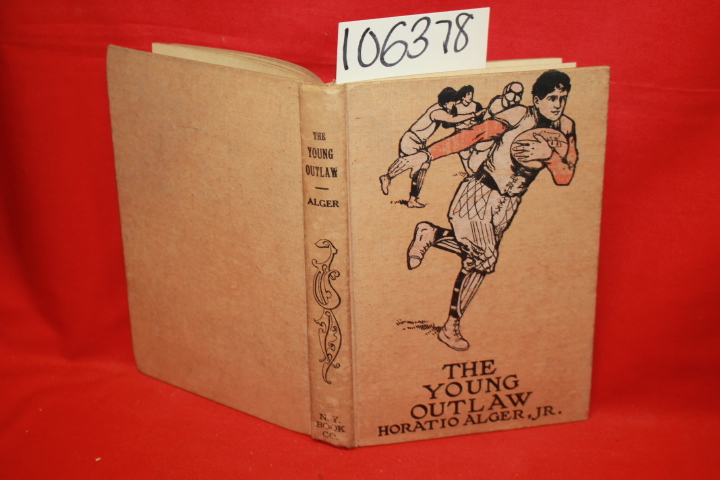 106378
THE
YOUNG
OUTLAW
ALGER
N.Y.
BOOK
CO.
THE
YOUNG
OUTLAW
HORATIO ALGER, JR.